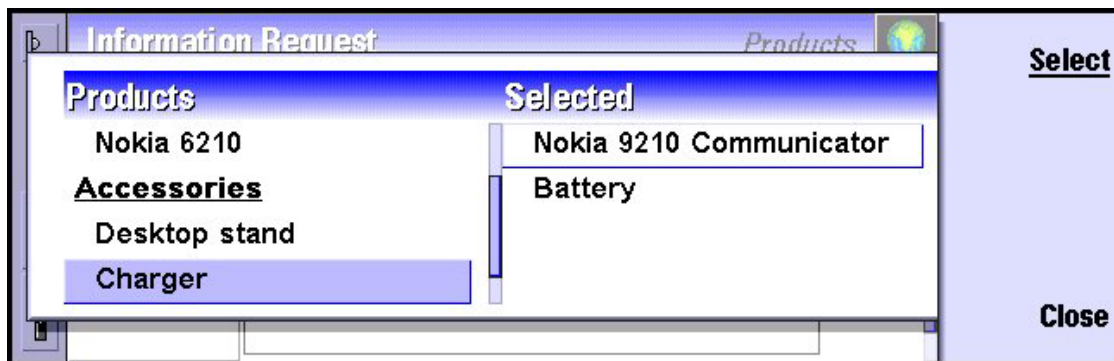 Information Request
Products
Products
Selected
Nokia 6210
Accessories
Desktop stand
Charger
Nokia 9210 Communicator
Battery
Select
Close